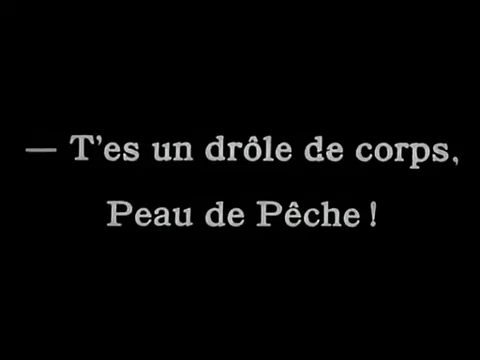 — T'es un drôle de corps,
Peau de Pêche !